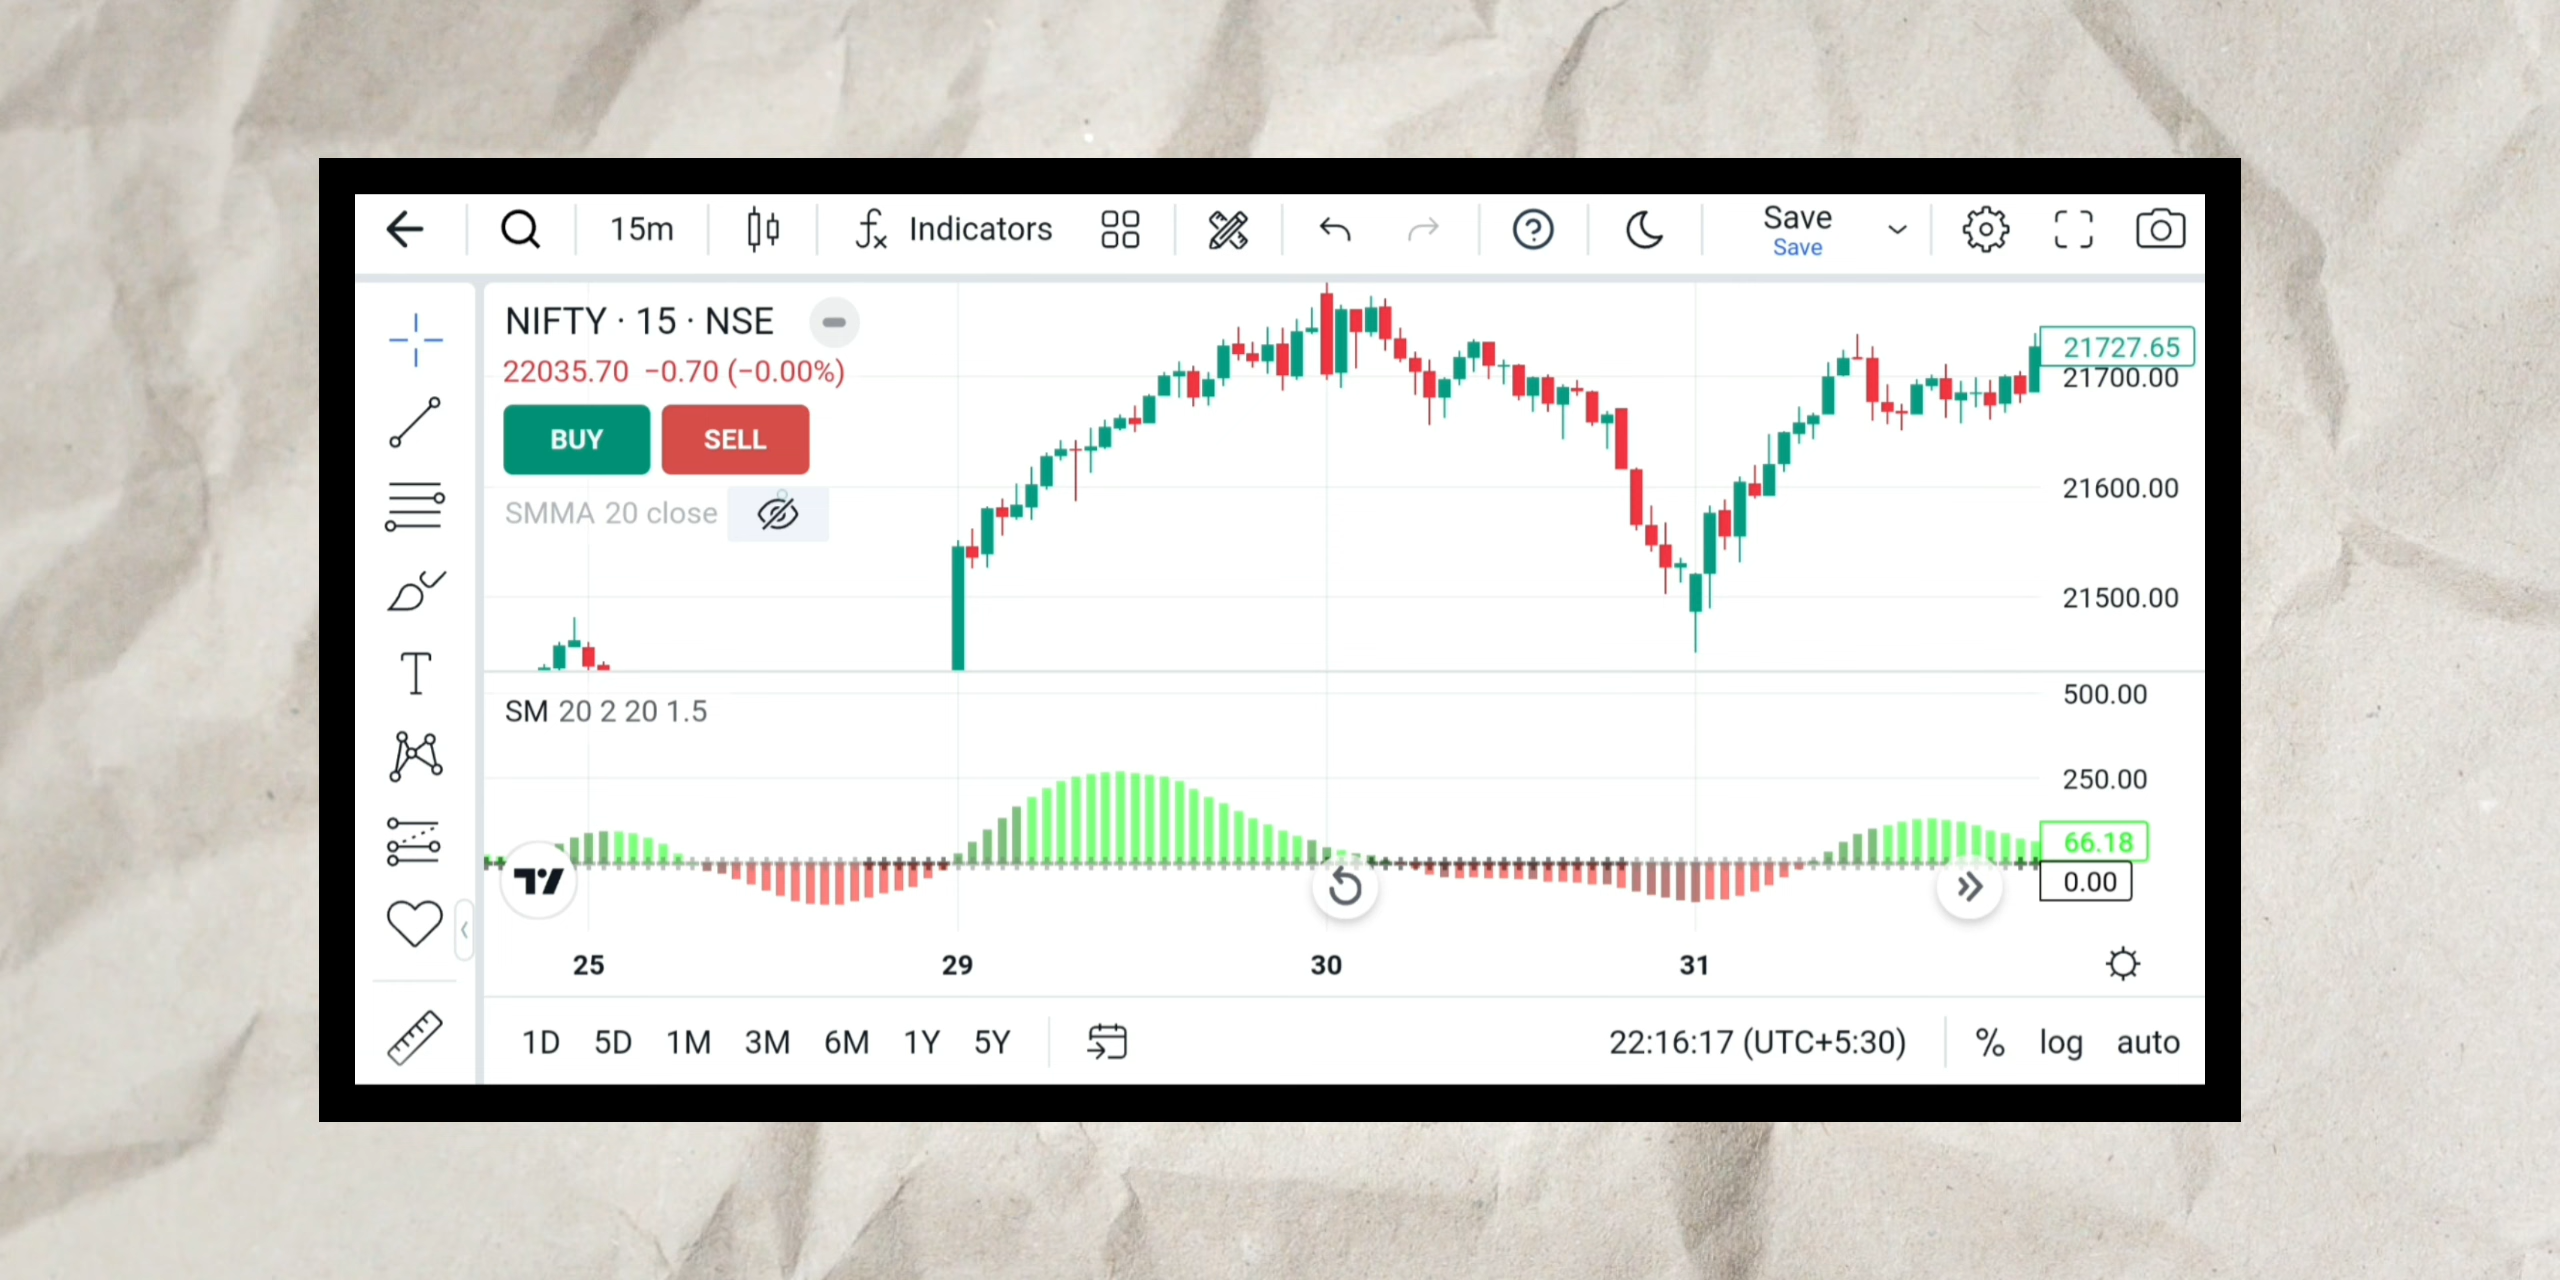 15m
Indicators
Save
Save
NIFTY · 15 · NSE
22035.70 −0.70 (−0.00%)
BUY SELL
SMMA 20 close
21727.65
21700.00
21600.00
21500.00
SM 20 2 20 1.5
500.00
250.00
66.18
0.00
25 29 30 31
1D 5D 1M 3M 6M 1Y 5Y
22:16:17 (UTC+5:30)
% log auto